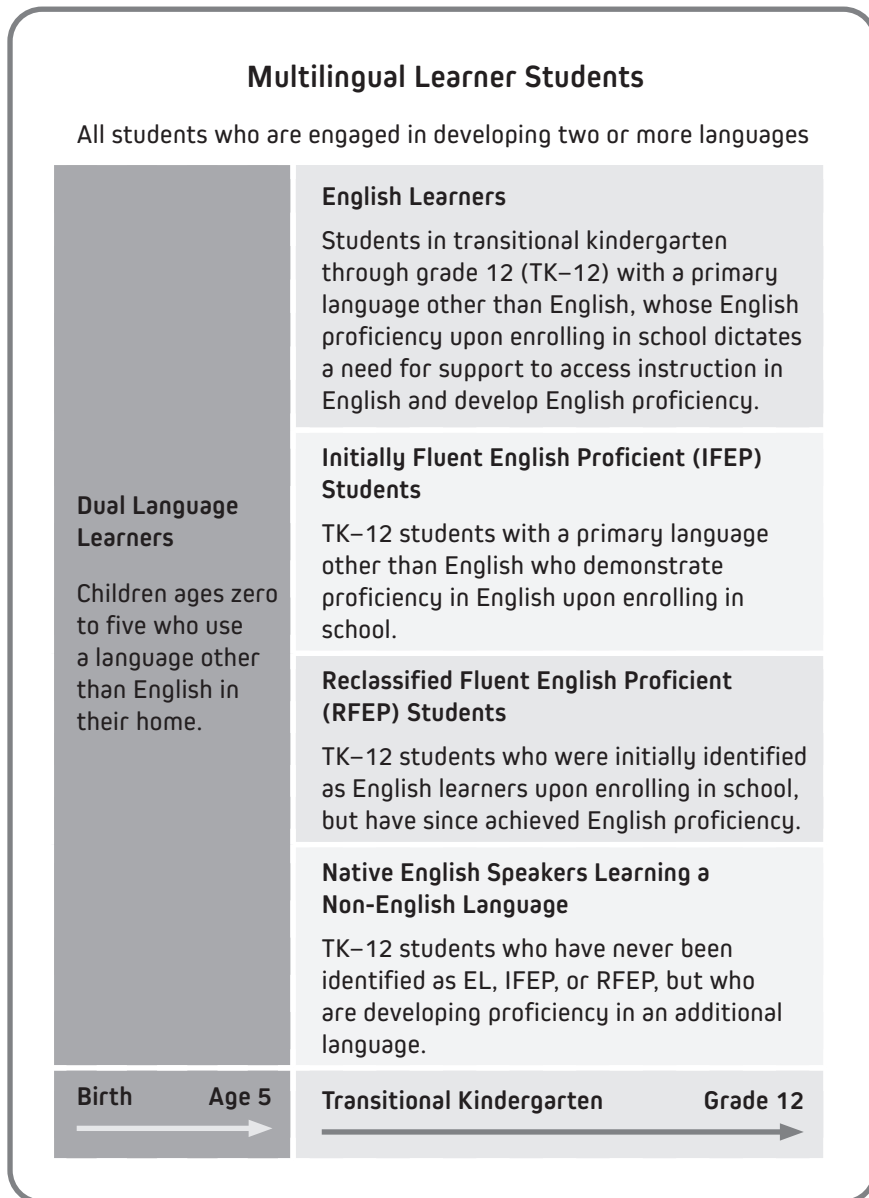 Multilingual Learner Students
All students who are engaged in developing two or more languages
Dual Language
Learners
Children ages zero
to five who use
a language other
than English in
their home.
English Learners
Students in transitional kindergarten
through grade 12 (TK–12) with a primary
language other than English, whose English
proficiency upon enrolling in school dictates
a need for support to access instruction in
English and develop English proficiency.
Initially Fluent English Proficient (IFEP)
Students
TK–12 students with a primary language
other than English who demonstrate
proficiency in English upon enrolling in
school.
Reclassified Fluent English Proficient
(RFEP) Students
TK–12 students who were initially identified
as English learners upon enrolling in school,
but have since achieved English proficiency.
Native English Speakers Learning a
Non-English Language
TK–12 students who have never been
identified as EL, IFEP, or RFEP, but who
are developing proficiency in an additional
language.
Birth Age 5
Transitional Kindergarten Grade 12